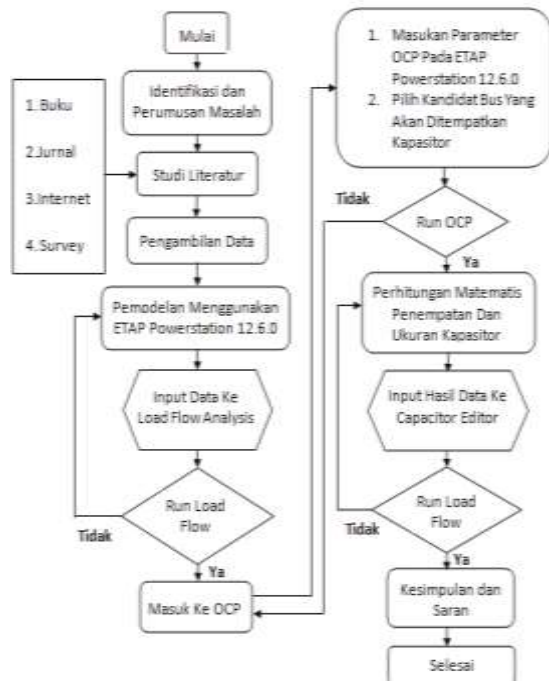 Mulai
Identifikasi dan
Perumusan Masalah
1. Buku
2.Jurnal
3.Internet
4.Survey
Studi Literatur
Pengambilan Data
Pemodelan Menggunakan
ETAP Powerstation 12.6.0
Input Data Ke
Load Flow Analysis
Run Load
Flow
Tidak
Ya
Masuk Ke OCP
1. Masukan Parameter
OCP Pada ETAP
Powerstation 12.6.0
2. Pilih Kandidat Bus Yang
Akan Ditempatkan
Kapasitor
Tidak
Run OCP
Ya
Perhitungan Matematis
Penempatan Dan
Ukuran Kapasitor
Input Hasil Data Ke
Capacitor Editor
Run Load
Flow
Tidak
Ya
Kesimpulan dan
Saran
Selesai